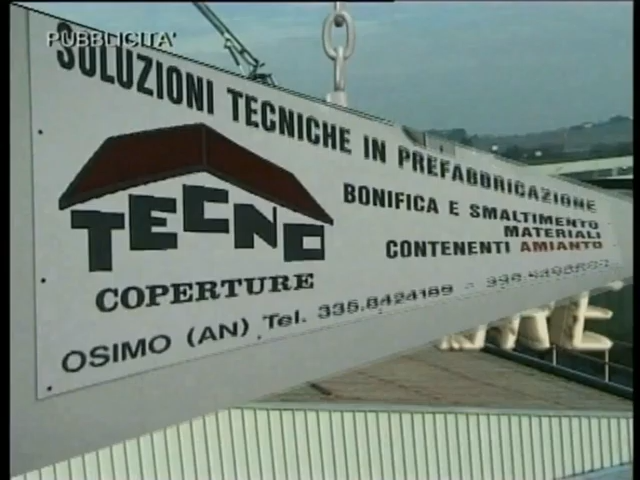 PUBBLICITA'
SOLUZIONI TECNICHE IN PREFABBRICAZIONE
TECNO
COPERTURE
BONIFICA E SMALTIMENTO
MATERIALI
CONTENENTI AMIANTO
OSIMO (AN) Tel. 335.8424189 -